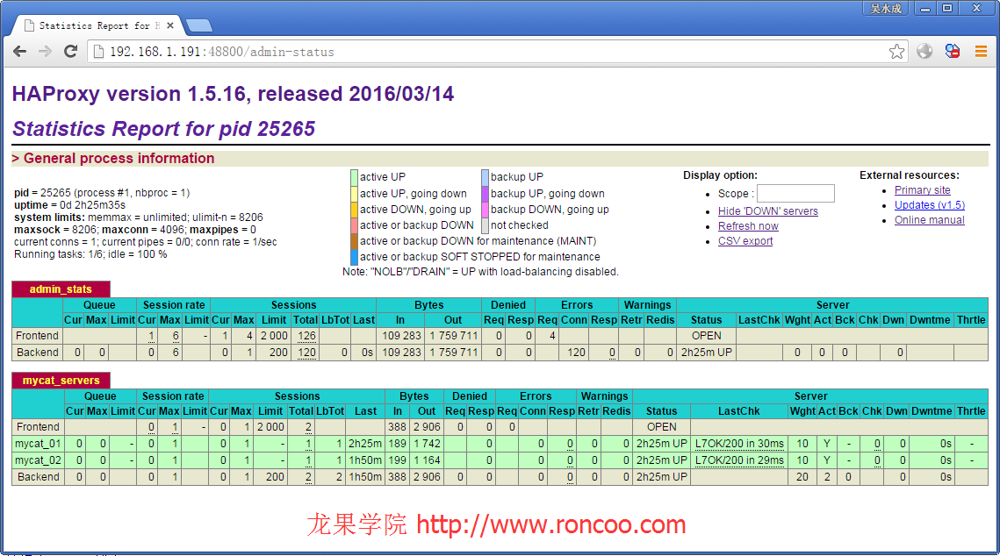 吴水成
Statistics Report for H
192.168.1.191:48800/admin-status
HAProxy version 1.5.16, released 2016/03/14
Statistics Report for pid 25265
> General process information
pid = 25265 (process #1, nbproc = 1)
uptime = 0d 2h25m35s
system limits: memmax = unlimited; ulimit-n = 8206
maxsock = 8206; maxconn = 4096; maxpipes = 0
current conns = 1; current pipes = 0/0; conn rate = 1/sec
Running tasks: 1/6; idle = 100 %
active UP backup UP
active UP, going down backup UP, going down
active DOWN, going up backup DOWN, going up
active or backup DOWN not checked
active or backup DOWN for maintenance (MAINT)
active or backup SOFT STOPPED for maintenance
Note: "NOLB"/"DRAIN" = UP with load-balancing disabled.
Display option:
Scope :
Hide 'DOWN' servers
Refresh now
CSV export
External resources:
Primary site
Updates (v1.5)
Online manual
admin_stats
Queue Session rate Sessions Bytes Denied Errors Warnings Server
Cur Max Limit Cur Max Limit Cur Max Limit Total LbTot Last In Out Req Resp Req Conn Resp Retr Redis Status LastChk Wght Act Bck Chk Dwn Dwntme Thrtle
Frontend 1 6 - 1 4 2 000 126 109 283 1 759 711 0 0 4 OPEN
Backend 0 0 0 6 0 1 200 120 0 0s 109 283 1 759 711 0 0 120 0 0 0 2h25m UP 0 0 0 0
mycat_servers
Queue Session rate Sessions Bytes Denied Errors Warnings Server
Cur Max Limit Cur Max Limit Cur Max Limit Total LbTot Last In Out Req Resp Req Conn Resp Retr Redis Status LastChk Wght Act Bck Chk Dwn Dwntme Thrtle
Frontend 0 1 - 0 1 2 000 2 388 2 906 0 0 0 OPEN
mycat_01 0 0 - 0 1 0 1 - 1 1 2h25m 189 1 742 0 0 0 0 0 2h25m UP L7OK/200 in 30ms 10 Y - 0 0 0s -
mycat_02 0 0 - 0 1 0 1 - 1 1 1h50m 199 1 164 0 0 0 0 0 2h25m UP L7OK/200 in 29ms 10 Y - 0 0 0s -
Backend 0 0 0 1 0 1 200 2 2 1h50m 388 2 906 0 0 0 0 0 0 2h25m UP 20 2 0 0 0s
龙果学院 http://www.roncoo.com